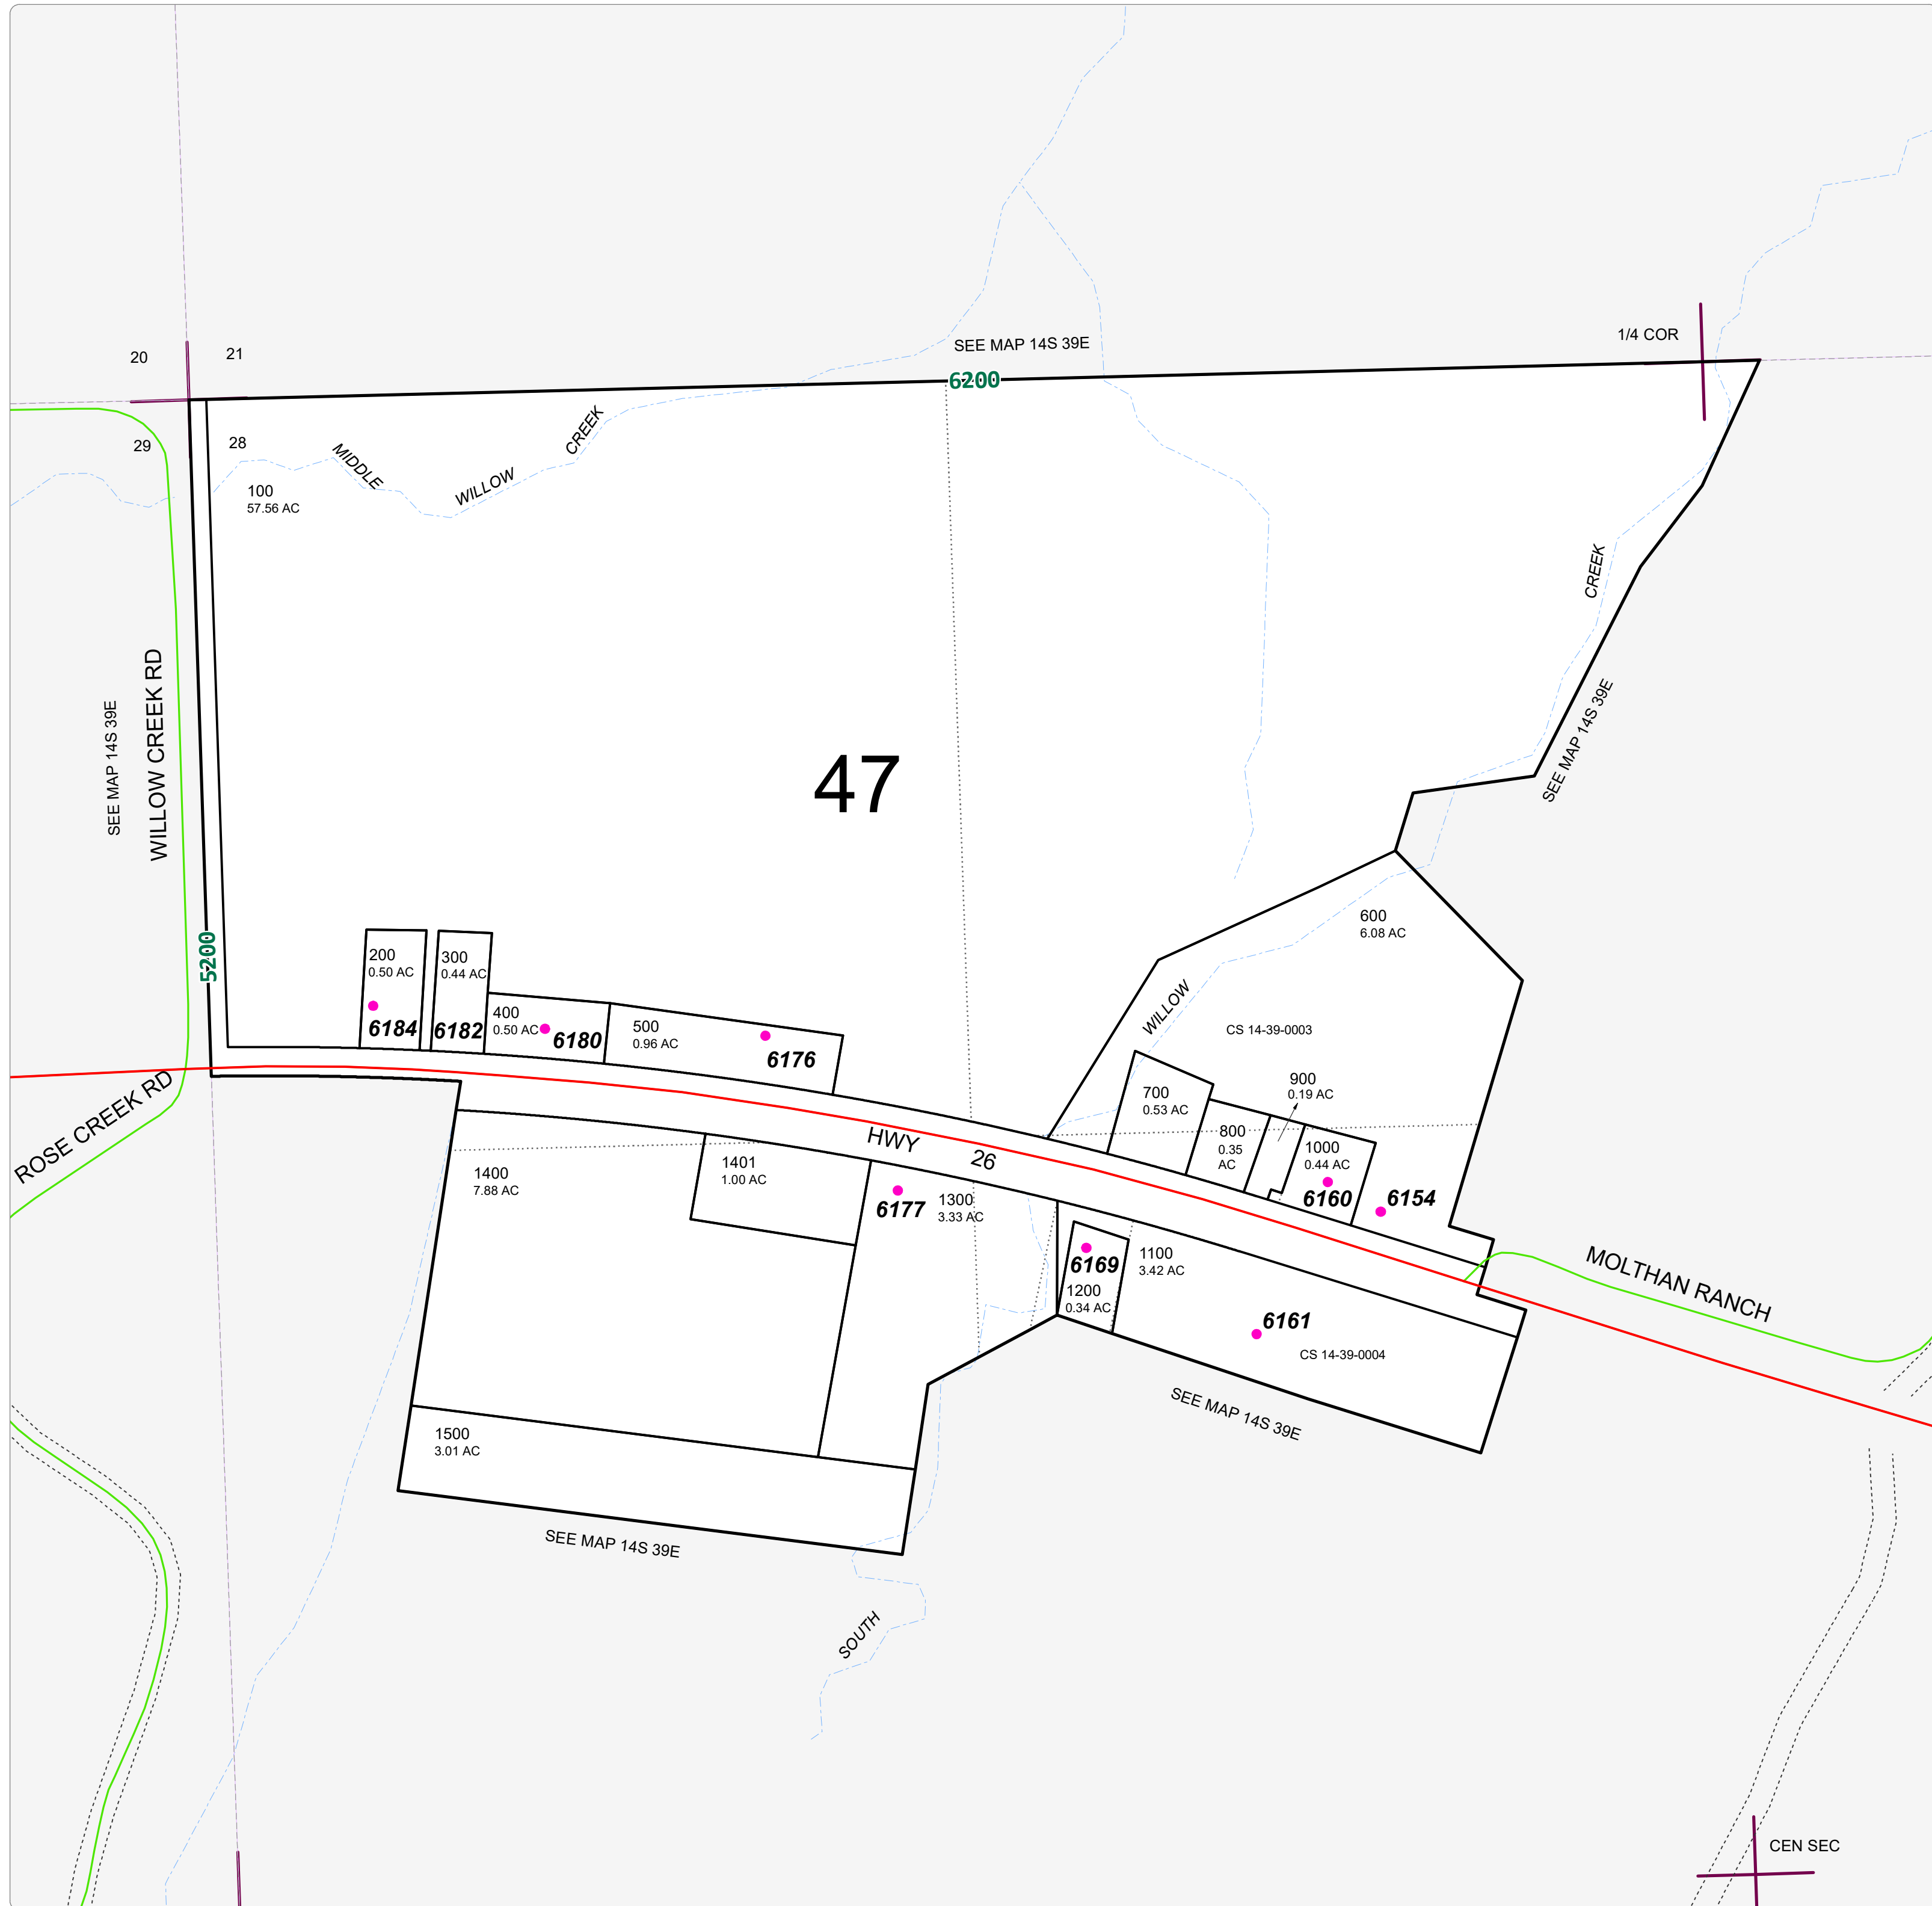 1/4 COR
SEE MAP 14S 39E
20
21
6200
29
28
MIDDLE
WILLOW
CREEK
100
57.56 AC
CREEK
SEE MAP 14S 39E
WILLOW CREEK RD
SEE MAP 14S 39E
47
5200
600
6.08 AC
200
0.50 AC
6184
300
0.44 AC
6182
400
0.50 AC
6180
500
0.96 AC
6176
WILLOW
CS 14-39-0003
700
0.53 AC
900
0.19 AC
800
0.35
AC
1000
0.44 AC
6160
6154
ROSE CREEK RD
HWY
26
1400
7.88 AC
1401
1.00 AC
6177
1300
3.33 AC
6169
1200
0.34 AC
1100
3.42 AC
6161
CS 14-39-0004
MOLTHAN RANCH
SEE MAP 14S 39E
1500
3.01 AC
SEE MAP 14S 39E
SOUTH
CEN SEC